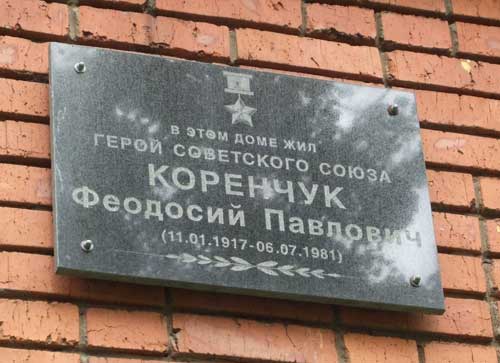 В ЭТОМ ДОМЕ ЖИЛ
ГЕРОЙ СОВЕТСКОГО СОЮЗА
КОРЕНЧУК
Феодосий Павлович
(11.01.1917-06.07.1981)